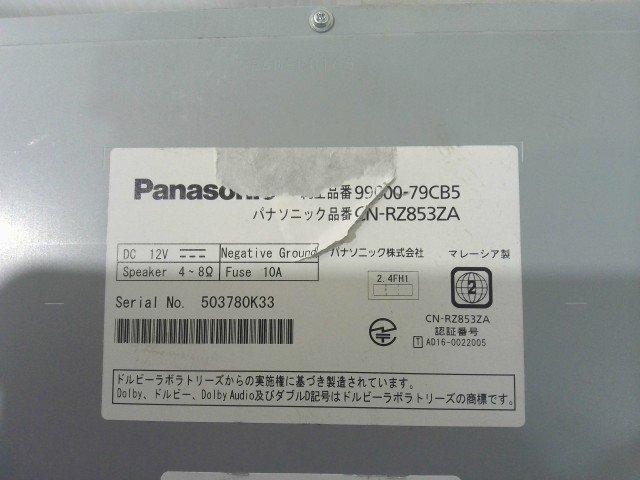 Panasonic 純正品番 99000-79CB5
パナソニック品番 CN-RZ853ZA
DC 12V Negative Ground
Speaker 4~8Ω Fuse 10A
パナソニック株式会社 マレーシア製
2.4FH1
2
Serial No. 503780K33
CN-RZ853ZA
認証番号
T AD16-0022005
ドルビーラボラトリーズからの実施権に基づき製造されています。
Dolby、ドルビー、Dolby Audio及びダブルD記号はドルビーラボラトリーズの商標です。